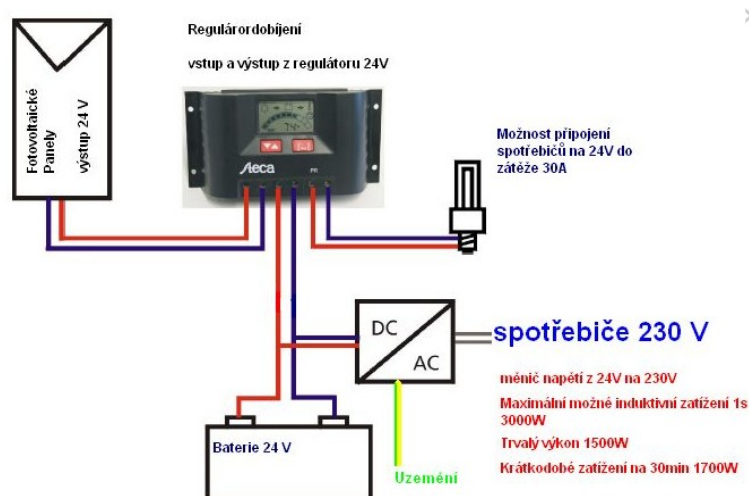 Regulárordobíjení
vstup a výstup z regulátoru 24V
Fotovoltaické
Panely
výstup 24 V
Steca
Možnost připojení
spotřebičů na 24V do
zátěže 30A
DC
AC
spotřebiče 230 V
měnič napětí z 24V na 230V
Maximální možné induktivní zatížení 1s
3000W
Trvalý výkon 1500W
Krátkodobé zatížení na 30min 1700W
Baterie 24 V
Uzemění